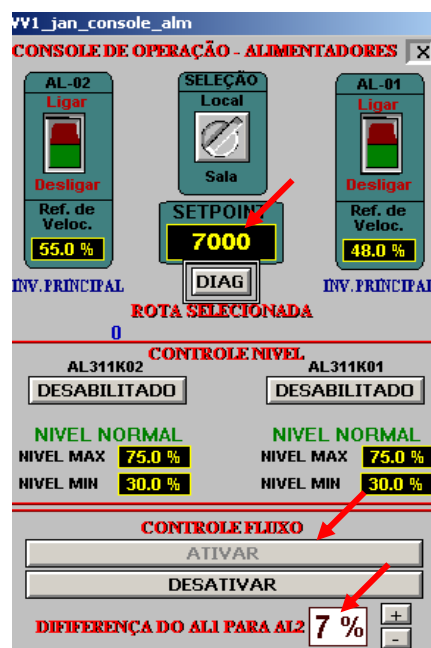 VV1_jan_console_alm
CONSOLE DE OPERAÇÃO - ALIMENTADORES X
AL-02 SELEÇÃO AL-01
Ligar Local Ligar
Desligar Sala Desligar
Ref. de Veloc. SETPOINT Ref. de Veloc.
55.0 % 7000 48.0 %
INV. PRINCIPAL DIAG INV. PRINCIPAL
ROTA SELECIONADA
0
CONTROLE NIVEL
AL311K02 AL311K01
DESABILITADO DESABILITADO
NIVEL NORMAL NIVEL NORMAL
NIVEL MAX 75.0 % NIVEL MAX 75.0 %
NIVEL MIN 30.0 % NIVEL MIN 30.0 %
CONTROLE FLUXO
ATIVAR
DESATIVAR
DIFIFERENÇA DO AL1 PARA AL2 7 % + -